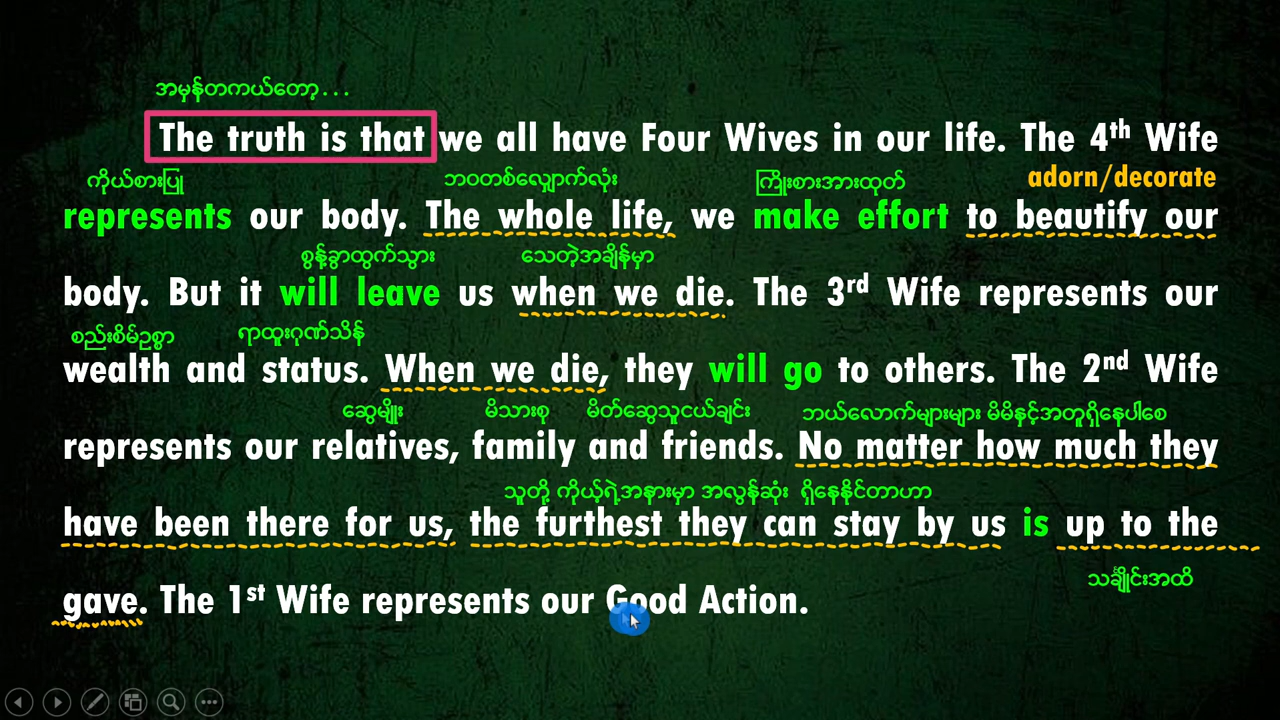 အမှန်တကယ်တော့...
The truth is that we all have Four Wives in our life. The 4th Wife
ကိုယ်စားပြု ဘဝတစ်လျှောက်လုံး ကြိုးစားအားထုတ် adorn/decorate
represents our body. The whole life, we make effort to beautify our
စွန့်ခွာထွက်သွား သေတဲ့အချိန်မှာ
body. But it will leave us when we die. The 3rd Wife represents our
စည်းစိမ်ဥစ္စာ ရာထူးဂုဏ်သိန်
wealth and status. When we die, they will go to others. The 2nd Wife
ဆွေမျိုး မိသားစု မိတ်ဆွေသူငယ်ချင်း ဘယ်လောက်များများ မိမိနှင့်အတူရှိနေပါစေ
represents our relatives, family and friends. No matter how much they
သူတို့ ကိုယ့်ရဲ့အနားမှာ အလွန်ဆုံး ရှိနေနိုင်တာဟာ
have been there for us, the furthest they can stay by us is up to the
သင်္ချိုင်းအထိ
gave. The 1st Wife represents our Good Action.